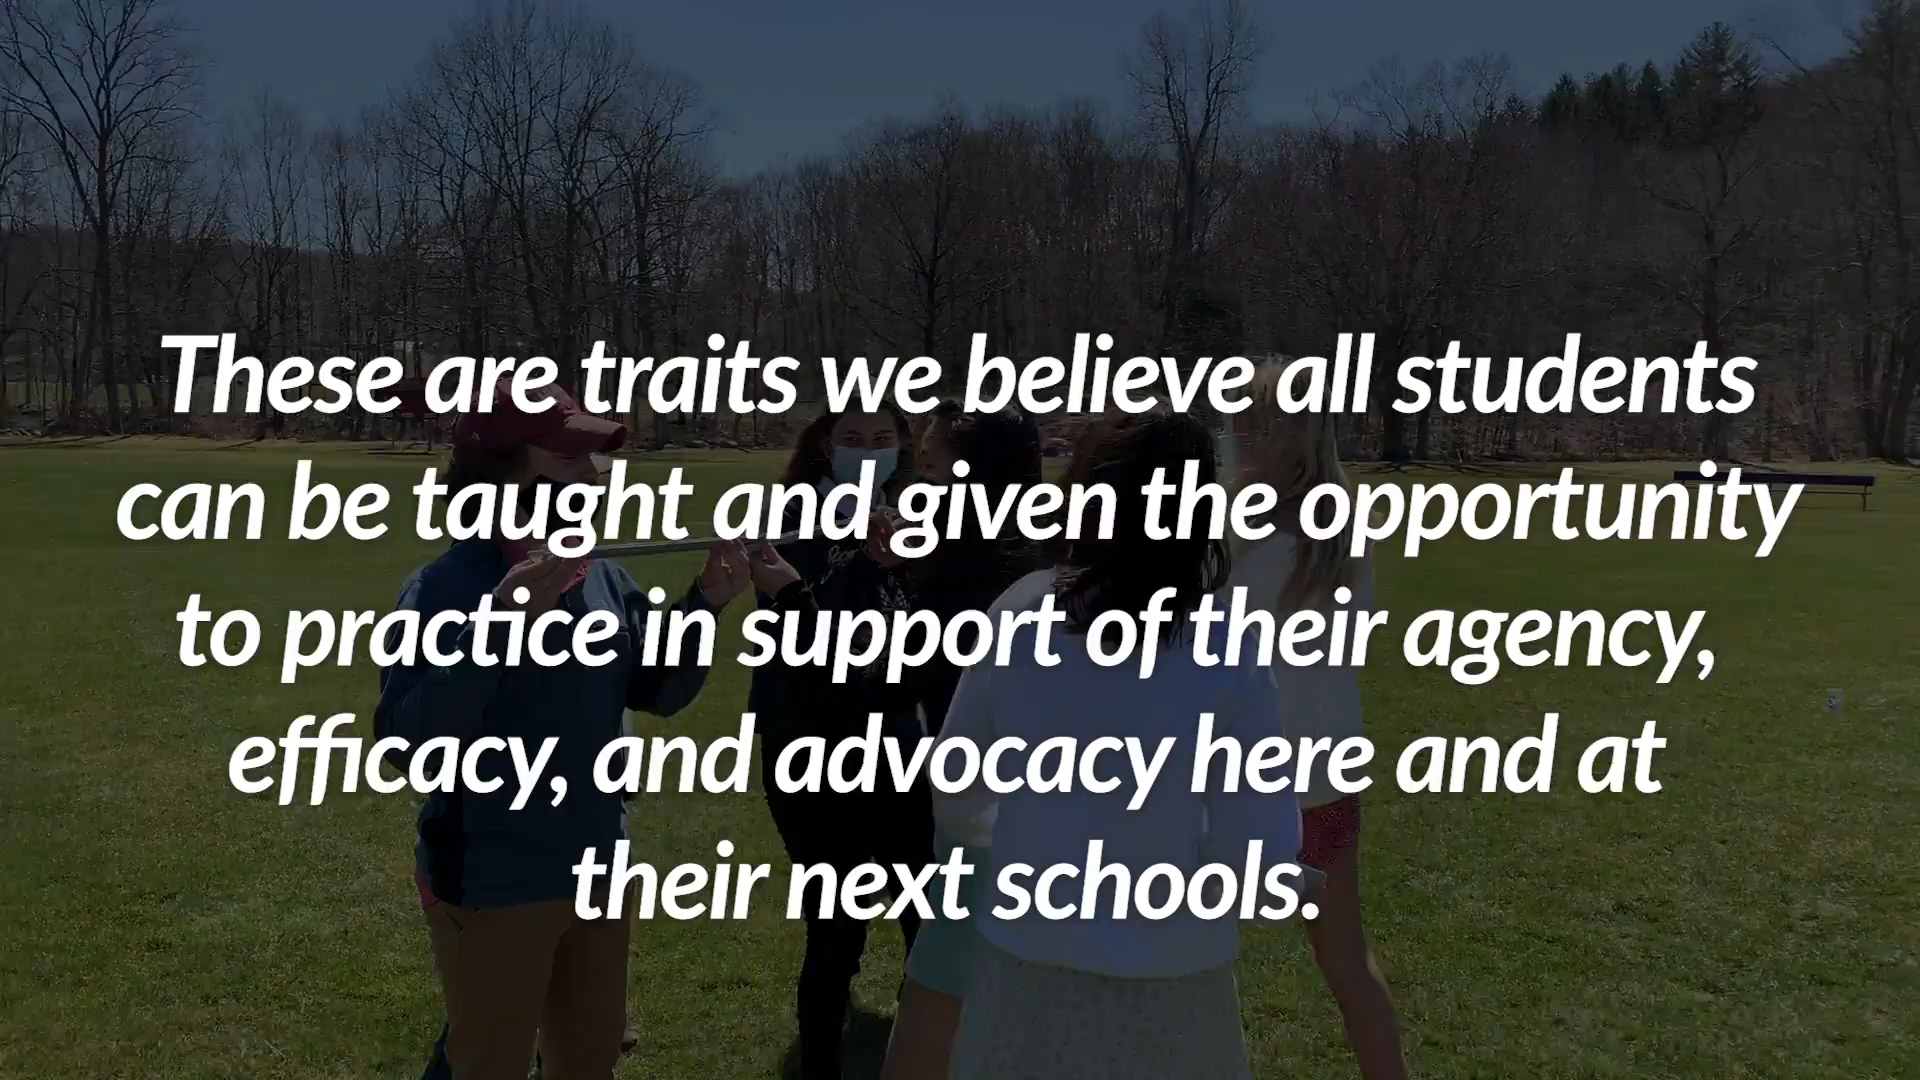 These are traits we believe all students
can be taught and given the opportunity
to practice in support of their agency,
efficacy, and advocacy here and at
their next schools.